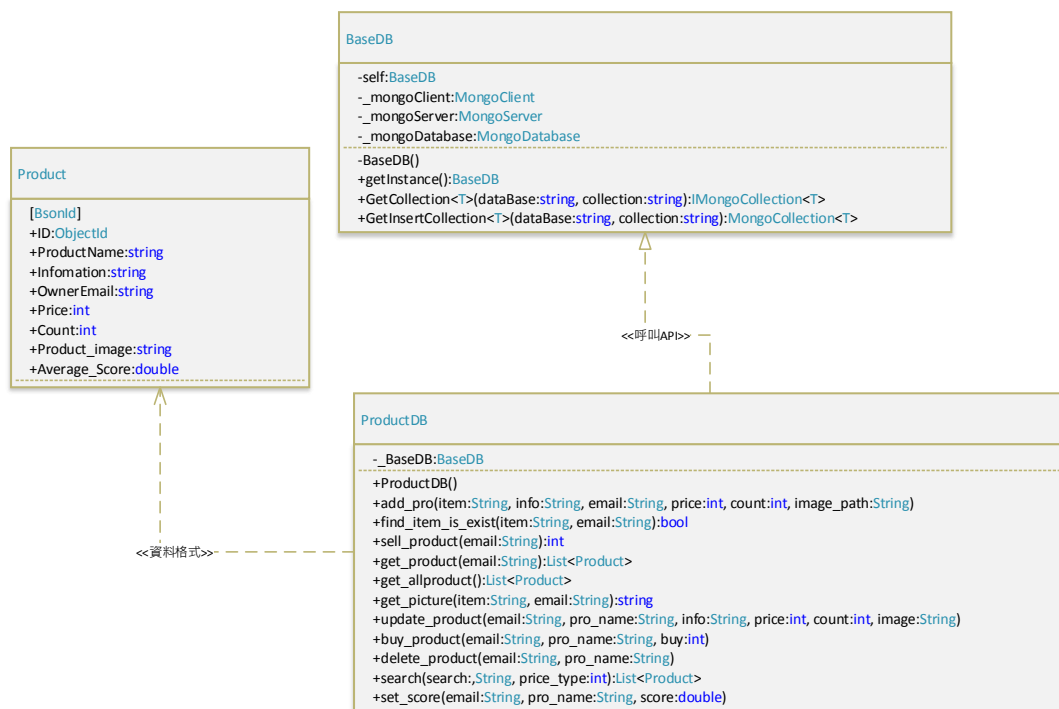 BaseDB
-self:BaseDB
-_mongoClient:MongoClient
-_mongoServer:MongoServer
-_mongoDatabase:MongoDatabase
-BaseDB()
+getInstance():BaseDB
+GetCollection<T>(dataBase:string, collection:string):IMongoCollection<T>
+GetInsertCollection<T>(dataBase:string, collection:string):MongoCollection<T>
Product
[BsonId]
+ID:ObjectId
+ProductName:string
+Infomation:string
+OwnerEmail:string
+Price:int
+Count:int
+Product_image:string
+Average_Score:double
<<呼叫API>>
<<資料格式>>
ProductDB
-_BaseDB:BaseDB
+ProductDB()
+add_pro(item:String, info:String, email:String, price:int, count:int, image_path:String)
+find_item_is_exist(item:String, email:String):bool
+sell_product(email:String):int
+get_product(email:String):List<Product>
+get_allproduct():List<Product>
+get_picture(item:String, email:String):string
+update_product(email:String, pro_name:String, info:String, price:int, count:int, image:String)
+buy_product(email:String, pro_name:String, buy:int)
+delete_product(email:String, pro_name:String)
+search(search:,String, price_type:int):List<Product>
+set_score(email:String, pro_name:String, score:double)